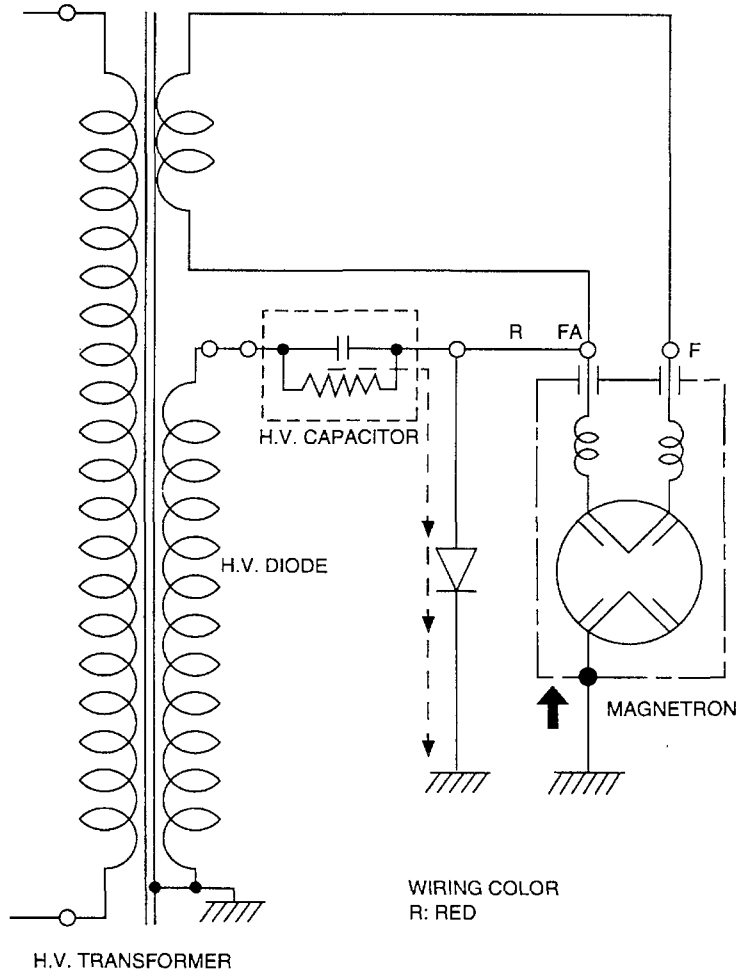 R
FA
F
H.V. CAPACITOR
H.V. DIODE
MAGNETRON
WIRING COLOR
R: RED
H.V. TRANSFORMER